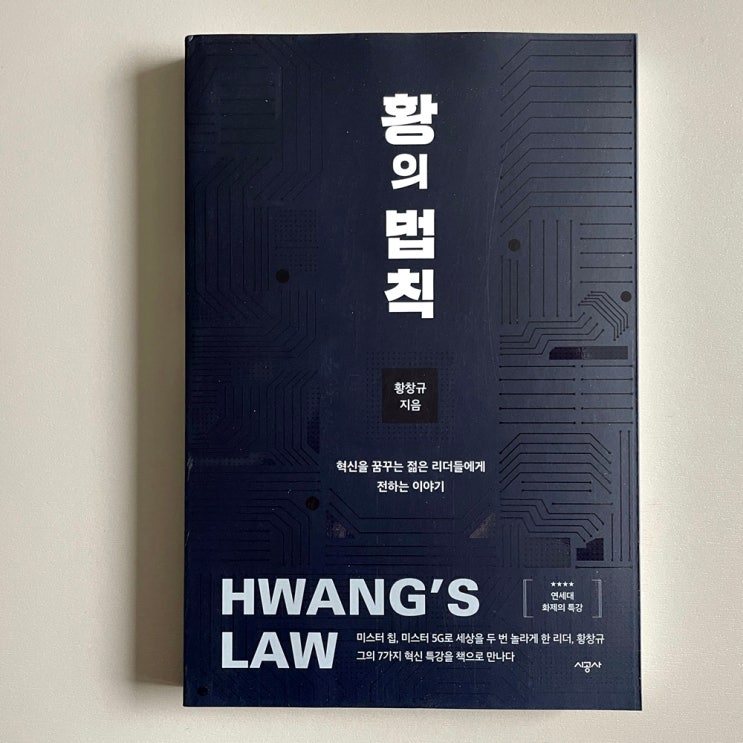 황의 법칙
황창규
지음
혁신을 꿈꾸는 젊은 리더들에게
전하는 이야기
HWANG'S
LAW
★★★★
연세대
화제의 특강
미스터 칩, 미스터 5G로 세상을 두 번 놀라게 한 리더, 황창규
그의 7가지 혁신 특강을 책으로 만나다
시공사